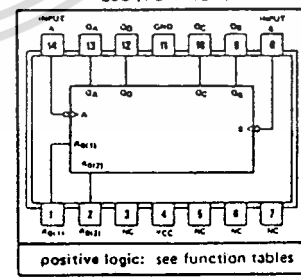 INPUT A QA QD GND QC QB INPUT
14 13 12 11 10 9 8
QA QD QC QB
A
B
R0(1)
R0(2)
1 2 3 4 5 6 7
R0(1) R0(2) NC VCC NC NC NC
positive logic: see function tables